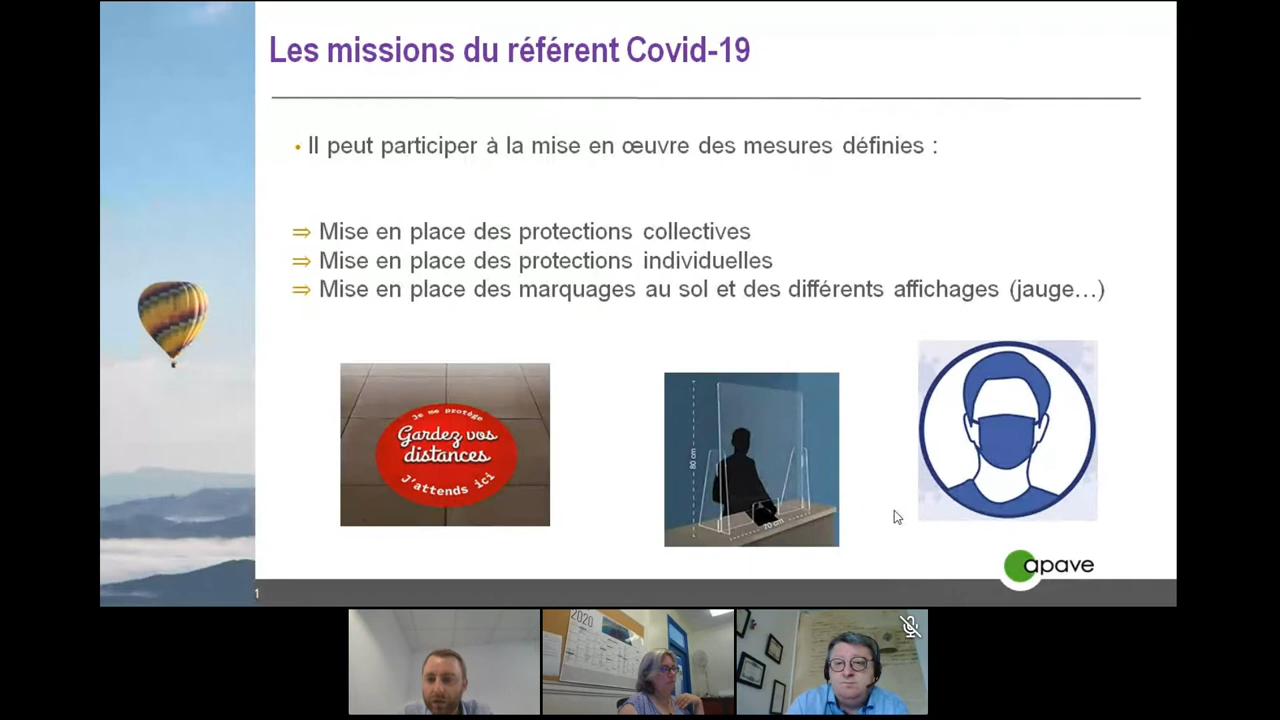 Les missions du référent Covid-19
• Il peut participer à la mise en œuvre des mesures définies :
⇒ Mise en place des protections collectives
⇒ Mise en place des protections individuelles
⇒ Mise en place des marquages au sol et des différents affichages (jauge…)
Je me protège
Gardez vos
distances
J'attends ici
80 cm
70 cm
apave
1
2020